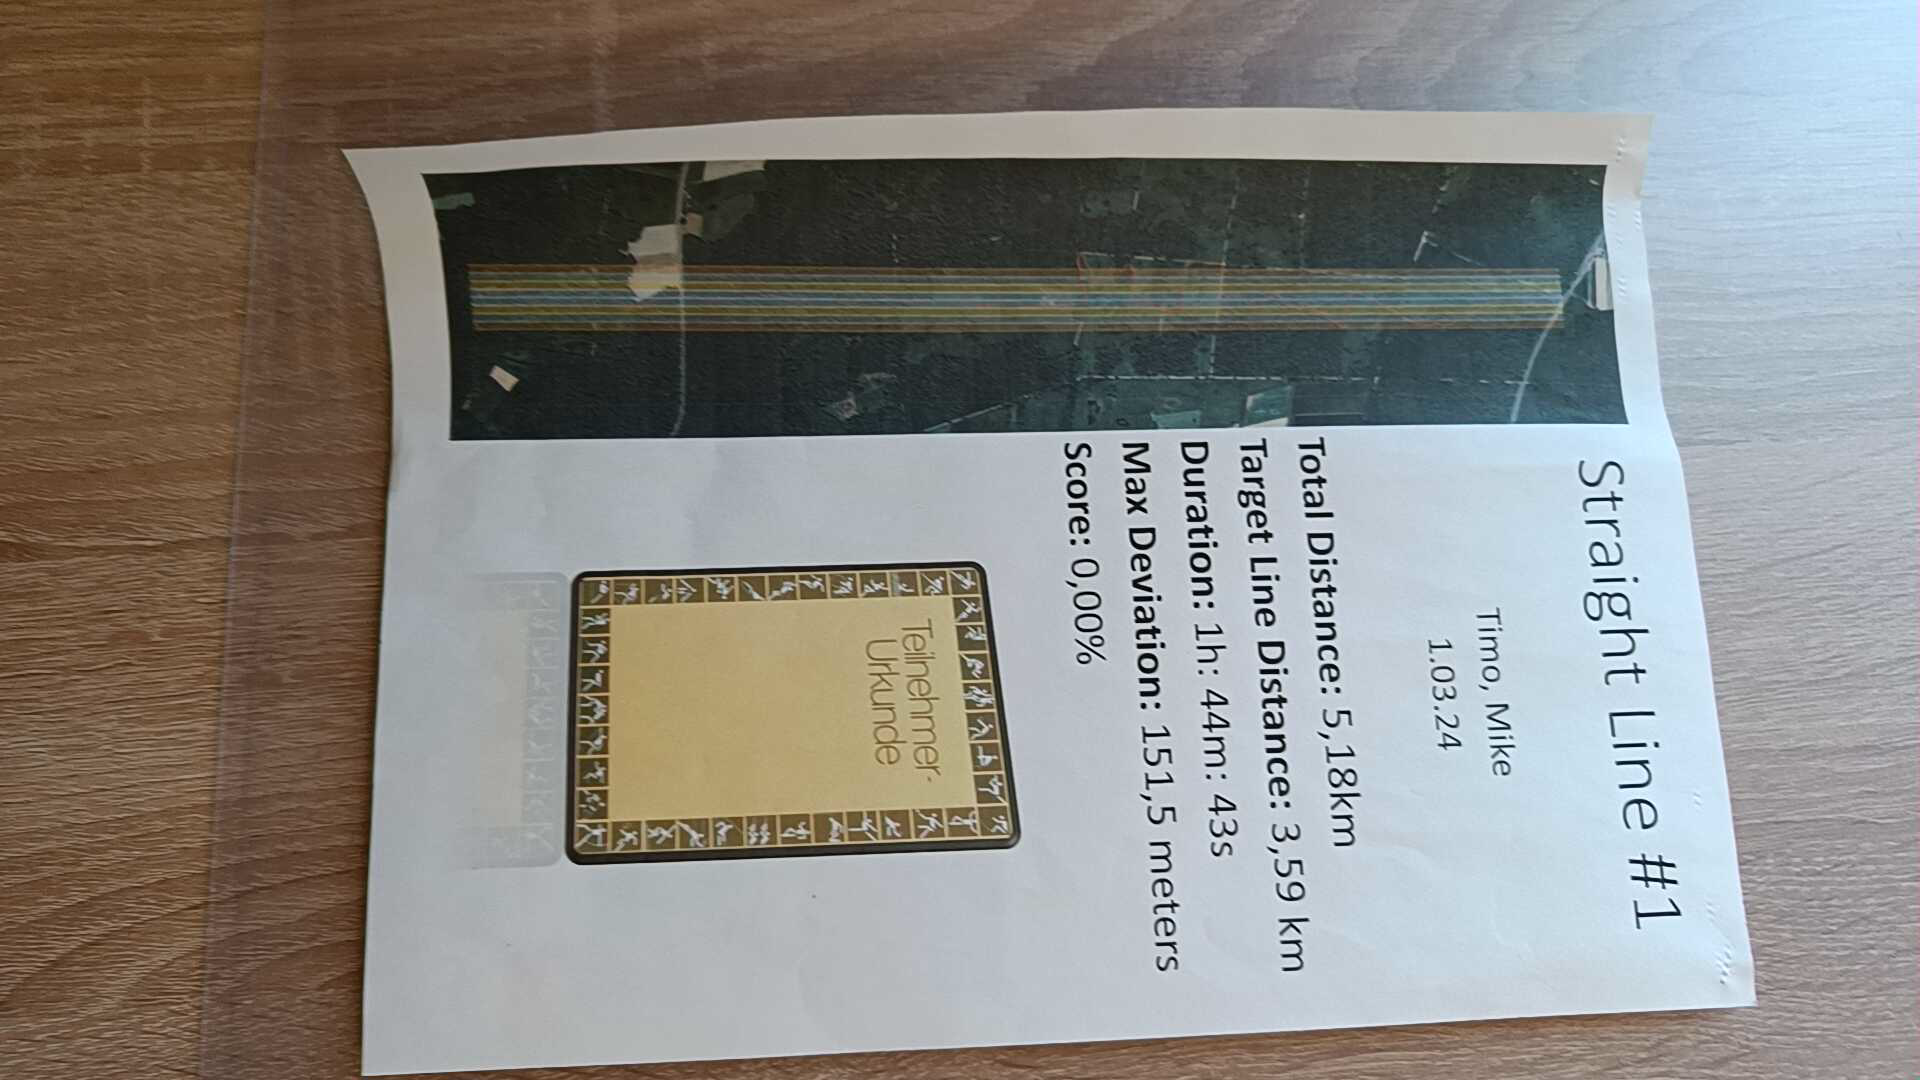 Straight Line #1
Timo, Mike
1.03.24
Total Distance: 5,18km
Target Line Distance: 3,59 km
Duration: 1h: 44m: 43s
Max Deviation: 151,5 meters
Score: 0,00%
Teilnehmer-
Urkunde